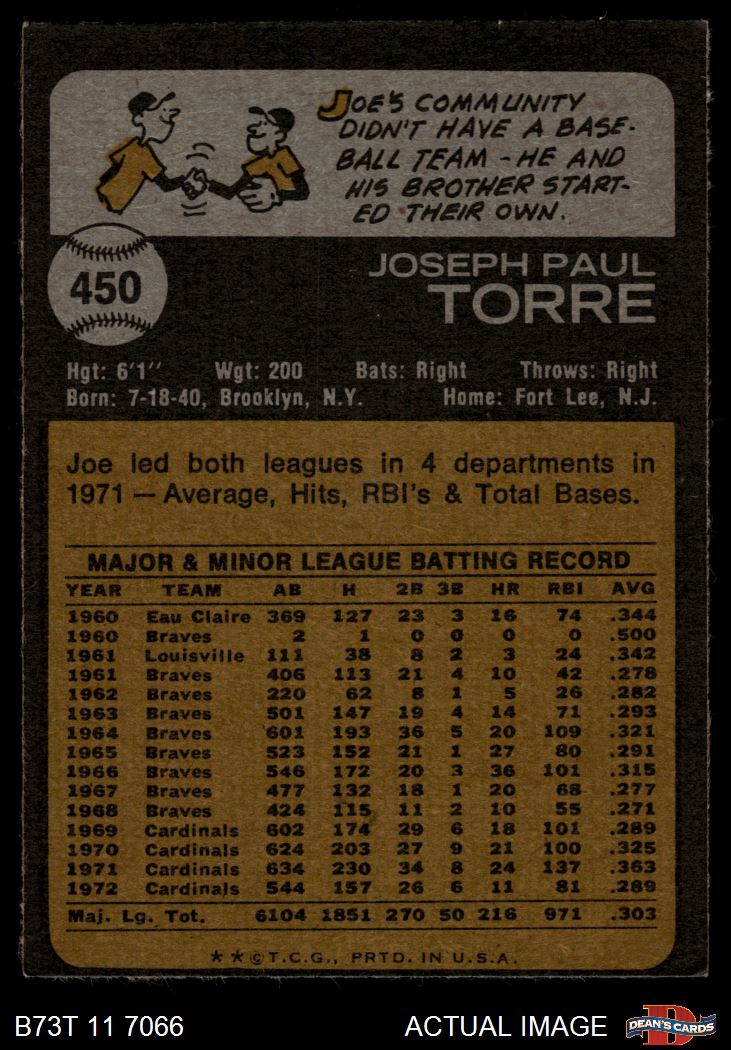 JOE'S COMMUNITY
DIDN'T HAVE A BASE-
BALL TEAM - HE AND
HIS BROTHER START-
ED THEIR OWN.
450
JOSEPH PAUL
TORRE
Hgt: 6'1" Wgt: 200 Bats: Right Throws: Right
Born: 7-18-40, Brooklyn, N.Y. Home: Fort Lee, N.J.
Joe led both leagues in 4 departments in
1971 — Average, Hits, RBI's & Total Bases.
MAJOR & MINOR LEAGUE BATTING RECORD
YEAR TEAM AB H 2B 3B HR RBI AVG
1960 Eau Claire 369 127 23 3 16 74 .344
1960 Braves 2 1 0 0 0 0 .500
1961 Louisville 111 38 8 2 3 24 .342
1961 Braves 406 113 21 4 10 42 .278
1962 Braves 220 62 8 1 5 26 .282
1963 Braves 501 147 19 4 14 71 .293
1964 Braves 601 193 36 5 20 109 .321
1965 Braves 523 152 21 1 27 80 .291
1966 Braves 546 172 20 3 36 101 .315
1967 Braves 477 132 18 1 20 68 .277
1968 Braves 424 115 11 2 10 55 .271
1969 Cardinals 602 174 29 6 18 101 .289
1970 Cardinals 624 203 27 9 21 100 .325
1971 Cardinals 634 230 34 8 24 137 .363
1972 Cardinals 544 157 26 6 11 81 .289
Maj. Lg. Tot. 6104 1851 270 50 216 971 .303
**©T.C.G., PRTD. IN U.S.A.
B73T 11 7066 ACTUAL IMAGE D DEAN'S CARDS